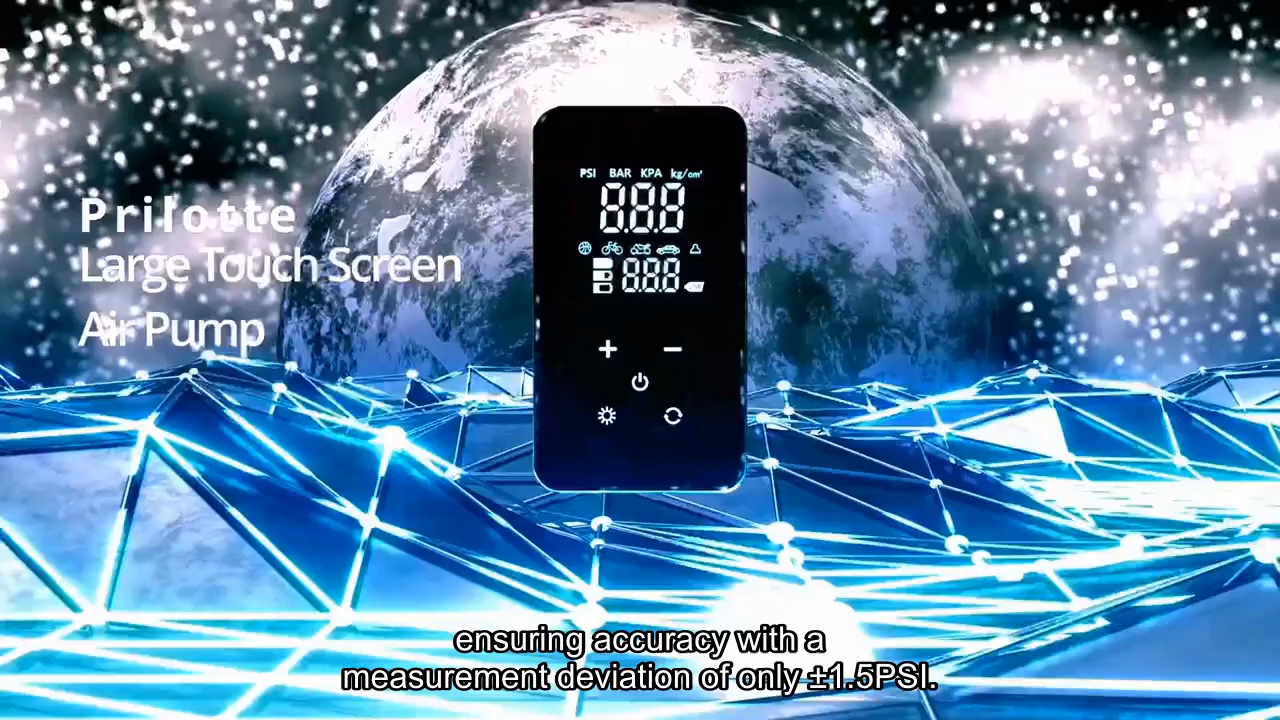 Prilotte
Large Touch Screen
Air Pump
PSI BAR KPA kg/cm²
8.8.8
8.8.8
ensuring accuracy with a
measurement deviation of only ±1.5PSI.